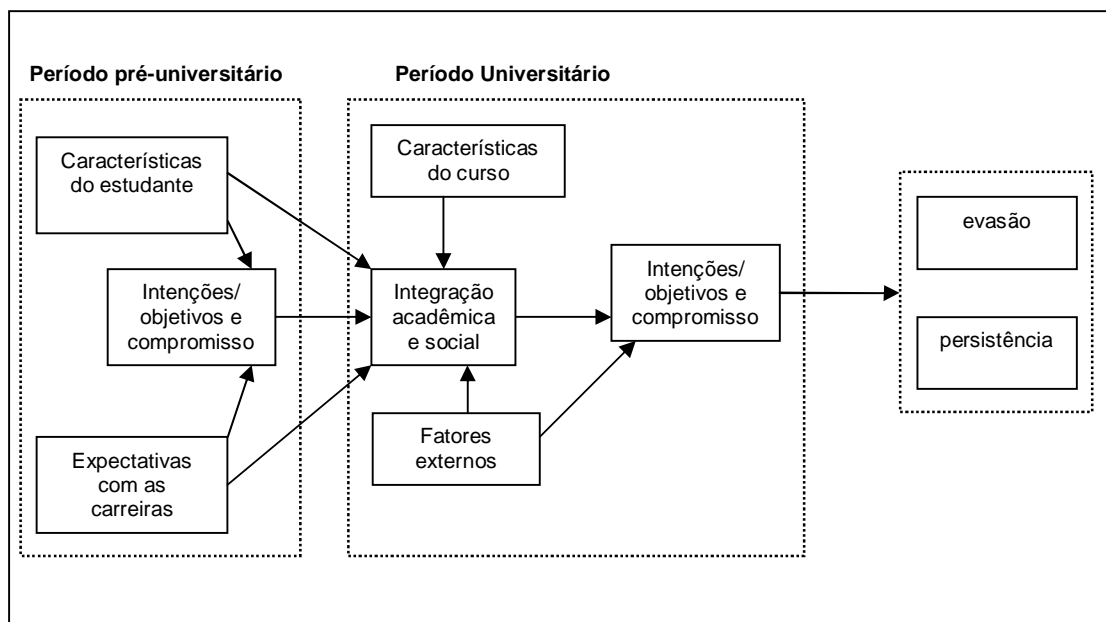 Período pré-universitário
Período Universitário
Características
do estudante
Características
do curso
Intenções/
objetivos e
compromisso
Integração
acadêmica
e social
Intenções/
objetivos e
compromisso
evasão
persistência
Expectativas
com as
carreiras
Fatores
externos